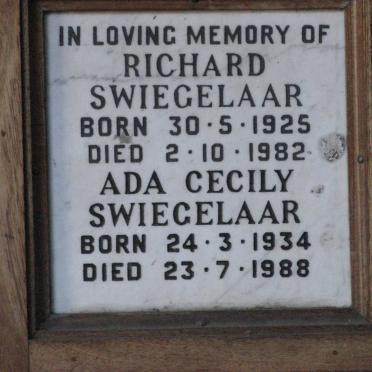 IN LOVING MEMORY OF
RICHARD
SWIEGELAAR
BORN 30·5·1925
DIED 2·10·1982
ADA CECILY
SWIEGELAAR
BORN 24·3·1934
DIED 23·7·1988